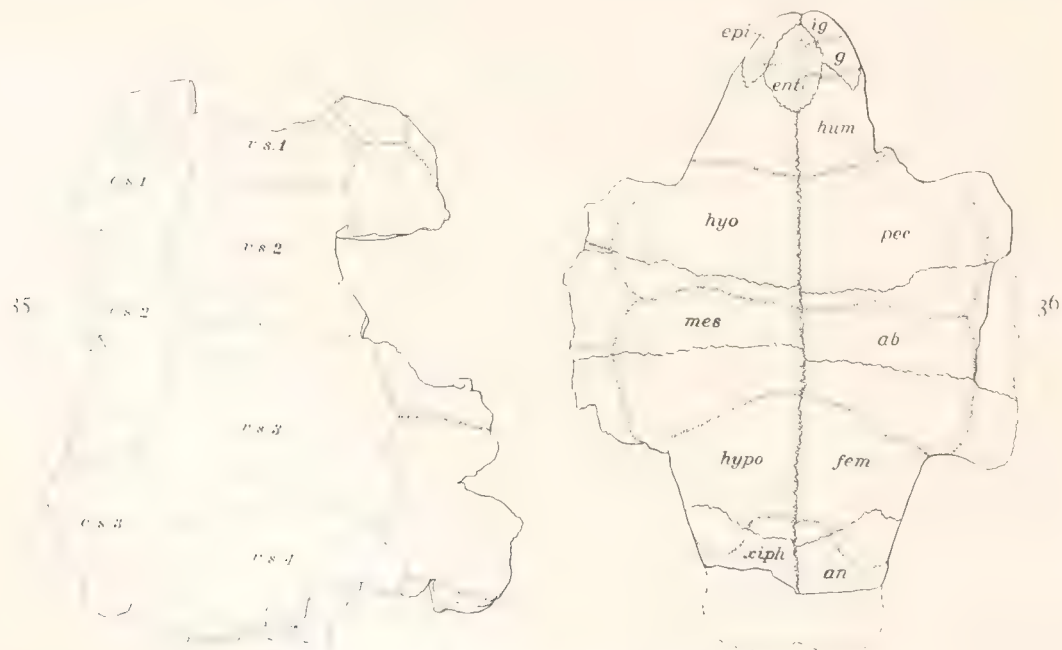 35
v s.1
c s.1
v s.2
c s.2
v s.3
c s.3
v s.4
36
epi
ig
g
ent.
hum
hyo
pec
mes
ab
hypo
fem
xiph
an